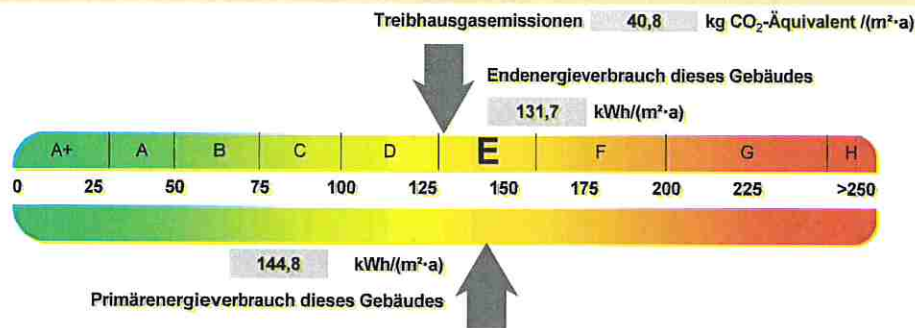 Treibhausgasemissionen 40,8 kg CO₂-Äquivalent /(m²·a)
Endenergieverbrauch dieses Gebäudes
131,7 kWh/(m²·a)
A+ A B C D E F G H
0 25 50 75 100 125 150 175 200 225 >250
144,8 kWh/(m²·a)
Primärenergieverbrauch dieses Gebäudes